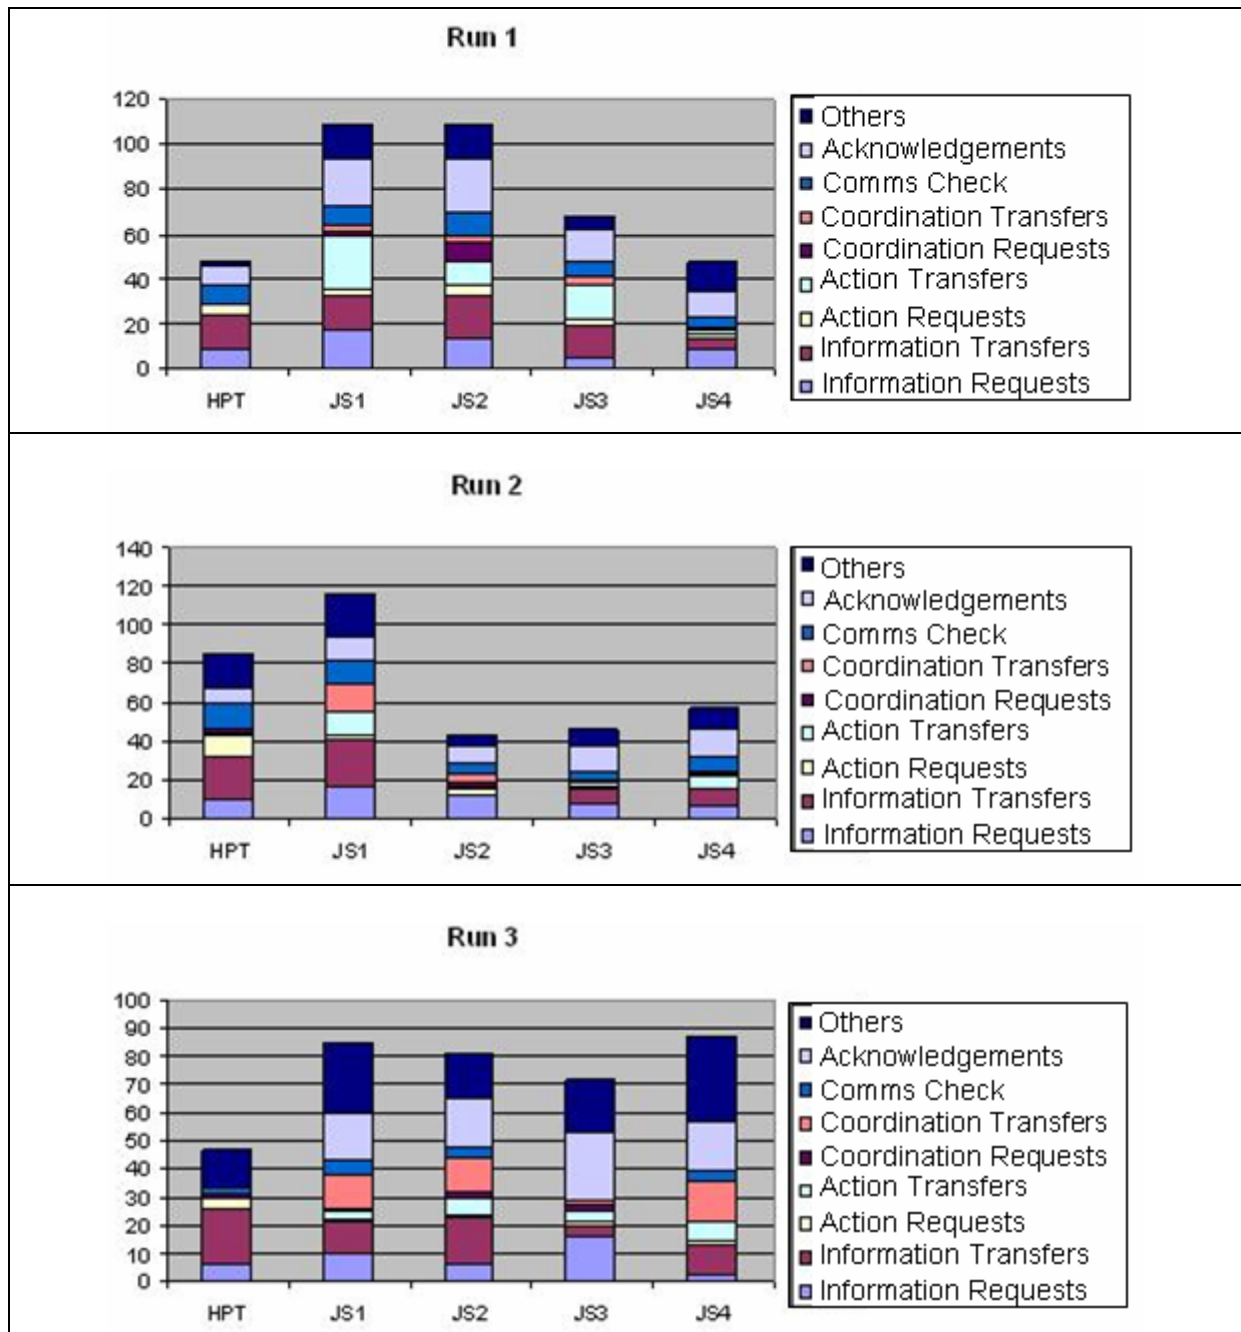 Run 1
120
100
80
60
40
20
0
HPT JS1 JS2 JS3 JS4
Others
Acknowledgements
Comms Check
Coordination Transfers
Coordination Requests
Action Transfers
Action Requests
Information Transfers
Information Requests
Run 2
140
120
100
80
60
40
20
0
HPT JS1 JS2 JS3 JS4
Others
Acknowledgements
Comms Check
Coordination Transfers
Coordination Requests
Action Transfers
Action Requests
Information Transfers
Information Requests
Run 3
100
90
80
70
60
50
40
30
20
10
0
HPT JS1 JS2 JS3 JS4
Others
Acknowledgements
Comms Check
Coordination Transfers
Coordination Requests
Action Transfers
Action Requests
Information Transfers
Information Requests